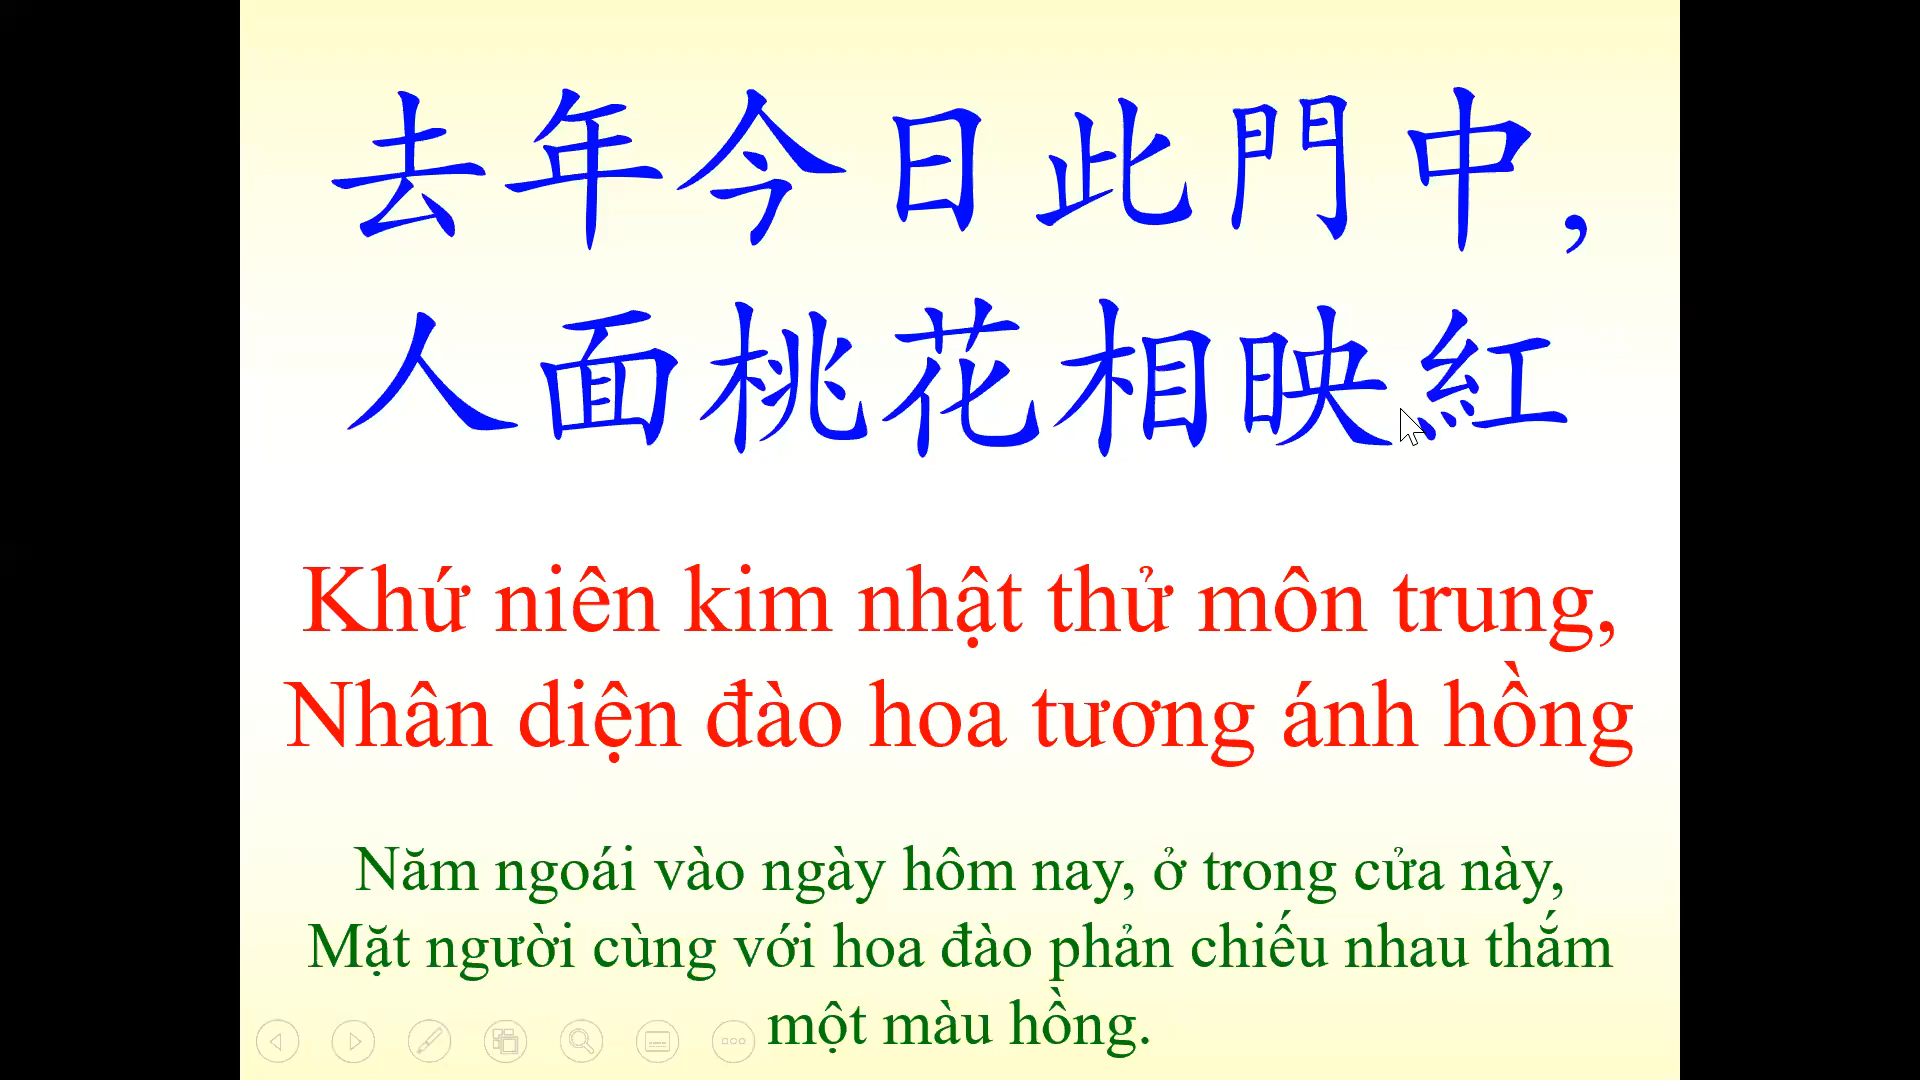 去年今日此門中,
人面桃花相映紅
Khứ niên kim nhật thử môn trung,
Nhân diện đào hoa tương ánh hồng
Năm ngoái vào ngày hôm nay, ở trong cửa này,
Mặt người cùng với hoa đào phản chiếu nhau thắm
một màu hồng.